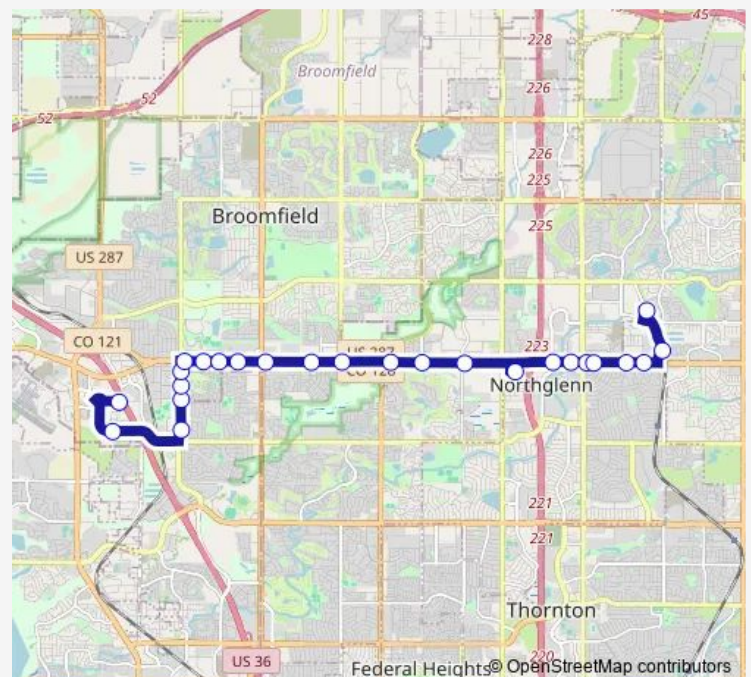 45
228
Broomfield
52
226
52
226
225
Broomfield
225
US 287
CO 121
US 287
223
CO 128
Northglenn
221
221
Thornton
US 36
220
Federal Heights
© OpenStreetMap contributors